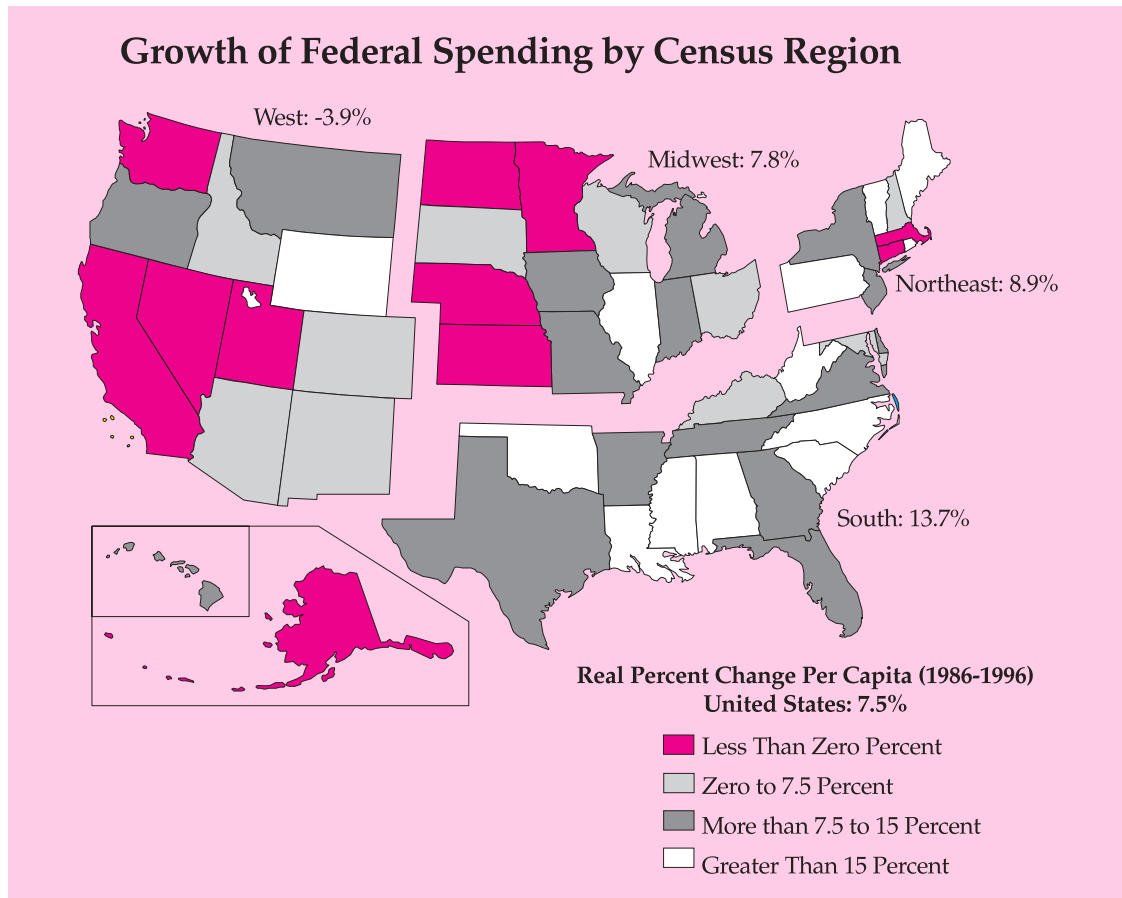 Growth of Federal Spending by Census Region
West: -3.9%
Midwest: 7.8%
Northeast: 8.9%
South: 13.7%
Real Percent Change Per Capita (1986-1996)
United States: 7.5%
Less Than Zero Percent
Zero to 7.5 Percent
More than 7.5 to 15 Percent
Greater Than 15 Percent